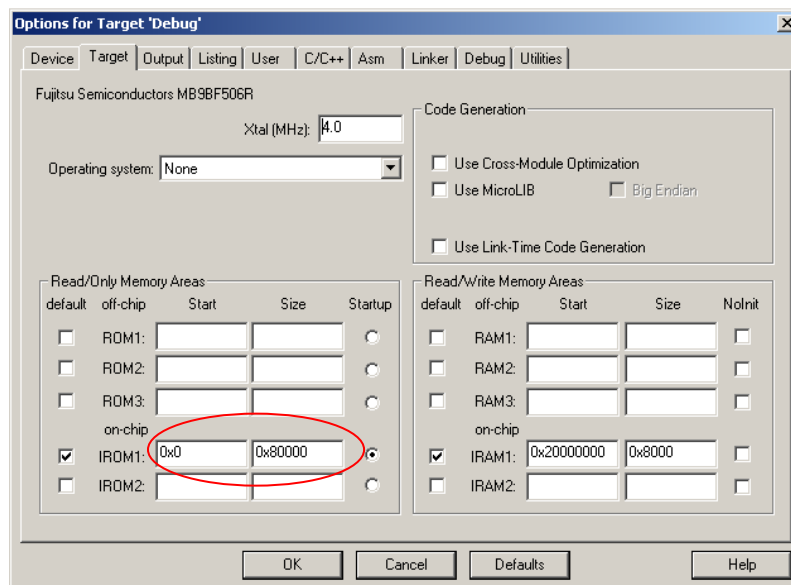 Options for Target 'Debug'
Device Target Output Listing User C/C++ Asm Linker Debug Utilities
Fujitsu Semiconductors MB9BF506R
Xtal (MHz): 4.0
Operating system: None
Code Generation
Use Cross-Module Optimization
Use MicroLIB Big Endian
Use Link-Time Code Generation
Read/Only Memory Areas
default off-chip Start Size Startup
ROM1:
ROM2:
ROM3:
on-chip
IROM1: 0x0 0x80000
IROM2:
Read/Write Memory Areas
default off-chip Start Size NoInit
RAM1:
RAM2:
RAM3:
on-chip
IRAM1: 0x20000000 0x8000
IRAM2:
OK Cancel Defaults Help